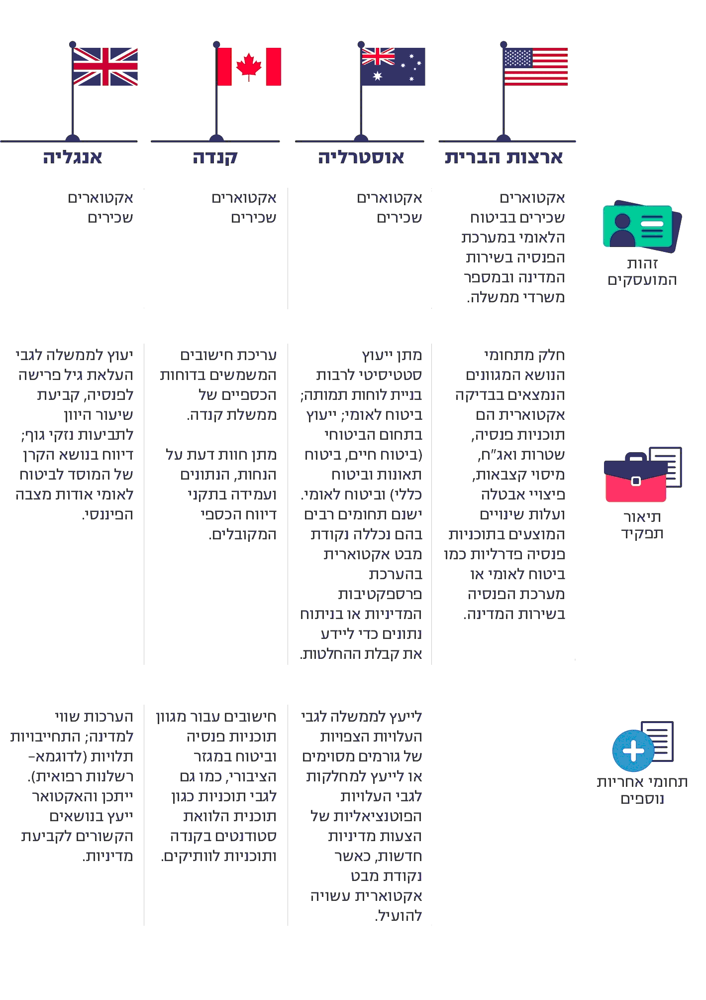 ארצות הברית
אוסטרליה
קנדה
אנגליה
זהות
המועסקים
אקטוארים
שכירים בביטוח
הלאומי במערכת
הפנסיה בשירות
המדינה ובמספר
משרדי ממשלה.
אקטוארים
שכירים
אקטוארים
שכירים
אקטוארים
שכירים
תיאור
תפקיד
חלק מתחומי
הנושא המגוונים
הנמצאים בבדיקה
אקטוארית הם
תוכניות פנסיה,
שטרות ואג"ח,
מיסוי קצבאות,
פיצויי אבטלה
ועלות שינויים
המוצעים בתוכניות
פנסיה פדרליות כמו
ביטוח לאומי או
מערכת הפנסיה
בשירות המדינה.
מתן ייעוץ
סטטיסיטי לרבות
בניית לוחות תמותה;
ביטוח לאומי; ייעוץ
בתחום הביטוחי
(ביטוח חיים, ביטוח
תאונות וביטוח
כללי) וביטוח לאומי.
ישנם תחומים רבים
בהם נכללה נקודת
מבט אקטוארית
בהערכת
פרספקטיבות
המדיניות או בניתוח
נתונים כדי ליידע
את קבלת ההחלטות.
עריכת חישובים
המשמשים בדוחות
הכספיים של
ממשלת קנדה.
מתן חוות דעת על
הנחות, הנתונים
ועמידה בתקני
דיווח הכספי
המקובלים.
יעוץ לממשלה לגבי
העלאת גיל פרישה
לפנסיה, קביעת
שיעור היוון
לתביעות נזקי גוף;
דיווח בנושא הקרן
של המוסד לביטוח
לאומי אודות מצבה
הפיננסי.
תחומי אחריות
נוספים
לייעץ לממשלה לגבי
העלויות הצפויות
של גורמים מסוימים
או לייעץ למחלקות
לגבי העלויות
הפוטנציאליות של
הצעות מדיניות
חדשות, כאשר
נקודת מבט
אקטוארית עשויה
להועיל.
חישובים עבור מגוון
תוכניות פנסיה
וביטוח במגזר
הציבורי, כמו גם
לגבי תוכניות כגון
תוכנית הלוואת
סטודנטים בקנדה
ותוכניות לוותיקים.
הערכות שווי
למדינה; התחייבויות
תלויות (לדוגמא–
רשלנות רפואית).
ייתכן והאקטואר
ייעץ בנושאים
הקשורים לקביעת
מדיניות.